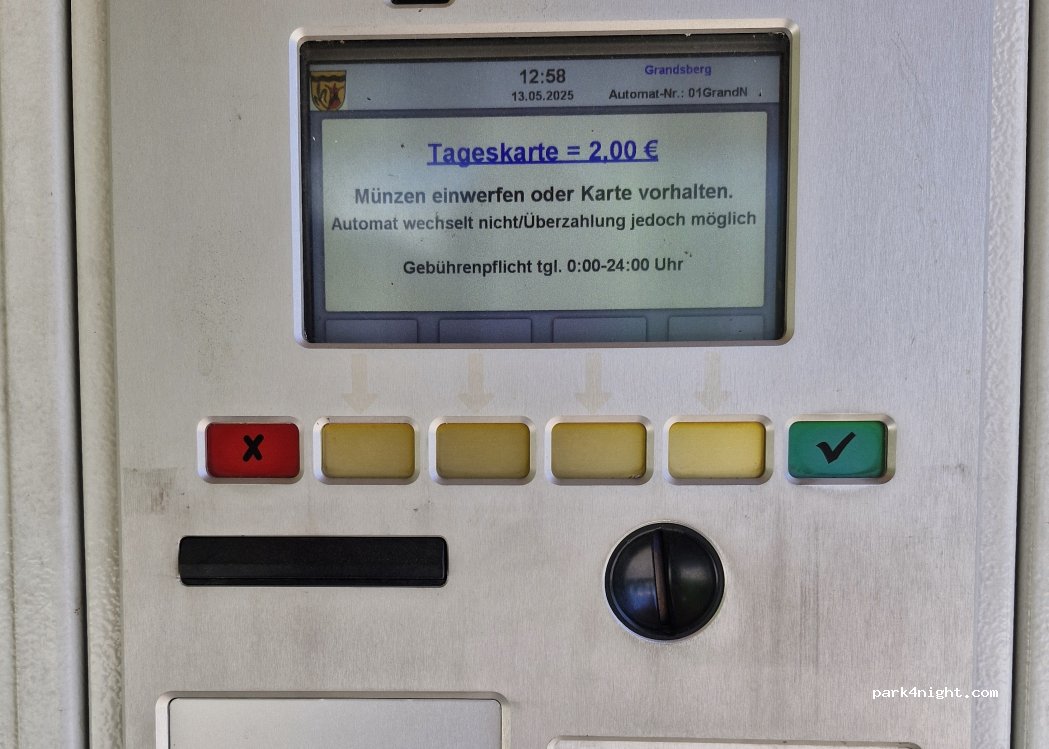 12:58
Grandsberg
13.05.2025
Automat-Nr.: 01GrandN
Tageskarte = 2,00 €
Münzen einwerfen oder Karte vorhalten.
Automat wechselt nicht/Überzahlung jedoch möglich
Gebührenpflicht tgl. 0:00-24:00 Uhr
X
✓
park4night.com